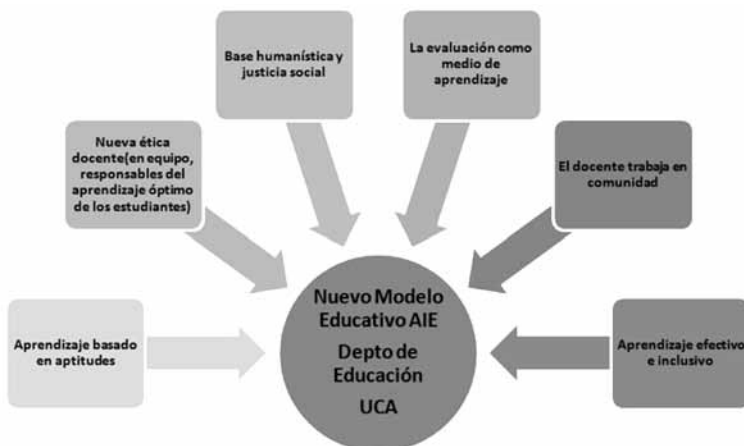 Base humanística y
justicia social
La evaluación como
medio de
aprendizaje
Nueva ética
docente(en equipo,
responsables del
aprendizaje óptimo
de los estudiantes)
El docente trabaja en
comunidad
Aprendizaje basado
en aptitudes
Nuevo Modelo
Educativo AIE
Depto de
Educación
UCA
Aprendizaje efectivo
e inclusivo